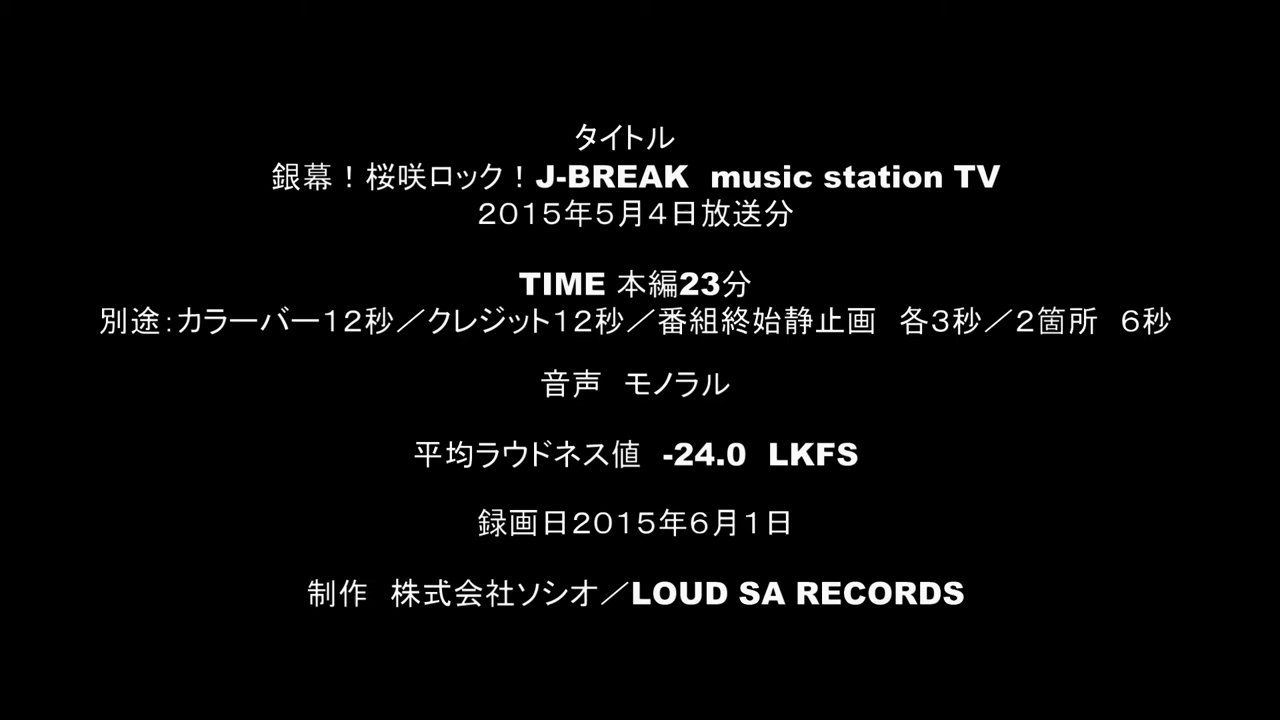 タイトル
銀幕！桜咲ロック！J-BREAK music station TV
２０１５年５月４日放送分
TIME 本編23分
別途：カラーバー１２秒／クレジット１２秒／番組終始静止画　各３秒／２箇所　６秒
音声　モノラル
平均ラウドネス値　-24.0 LKFS
録画日２０１５年６月１日
制作　株式会社ソシオ／LOUD SA RECORDS